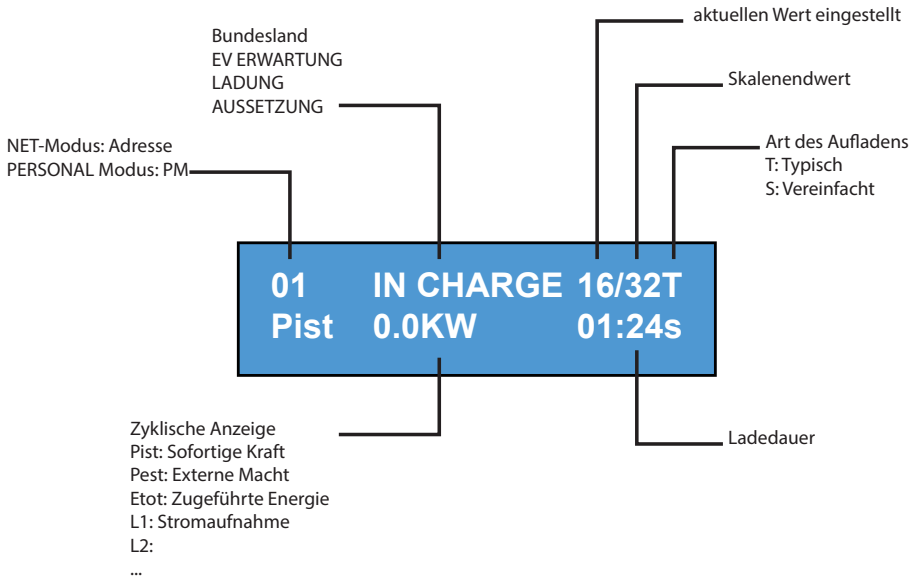 aktuellen Wert eingestellt
Bundesland
EV ERWARTUNG
LADUNG
AUSSETZUNG
Skalenendwert
NET-Modus: Adresse
PERSONAL Modus: PM
Art des Aufladens
T: Typisch
S: Vereinfacht
01 IN CHARGE 16/32T
Pist 0.0KW 01:24s
Zyklische Anzeige
Pist: Sofortige Kraft
Pest: Externe Macht
Etot: Zugeführte Energie
L1: Stromaufnahme
L2:
...
Ladedauer